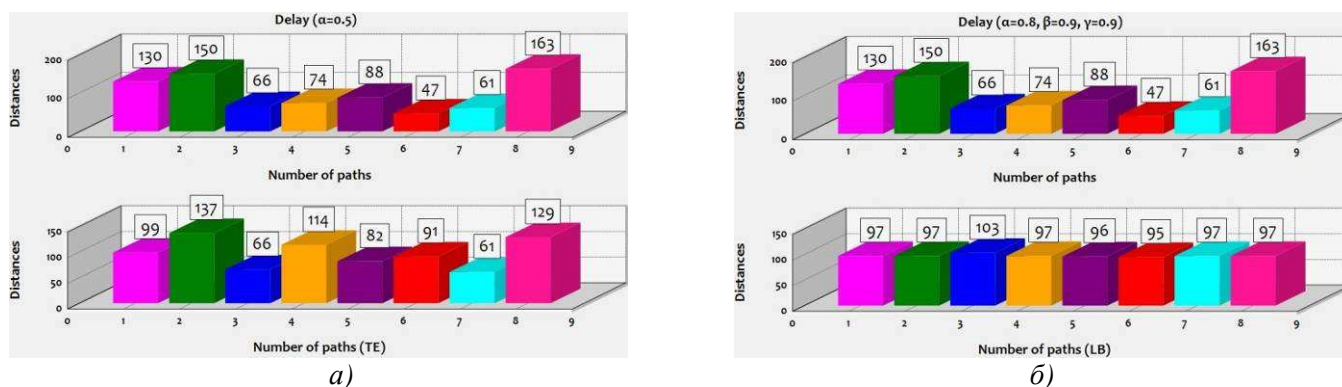 Delay (α=0.5)
130
150
66
74
88
47
61
163
Distances
200
100
0
0 1 2 3 4 5 6 7 8 9
Number of paths
99
137
66
114
82
91
61
129
Distances
150
100
50
0
0 1 2 3 4 5 6 7 8 9
Number of paths (TE)
а)
Delay (α=0.8, β=0.9, γ=0.9)
130
150
66
74
88
47
61
163
Distances
200
100
0
0 1 2 3 4 5 6 7 8 9
Number of paths
97
97
103
97
96
95
97
97
Distances
150
100
50
0
0 1 2 3 4 5 6 7 8 9
Number of paths (LB)
б)